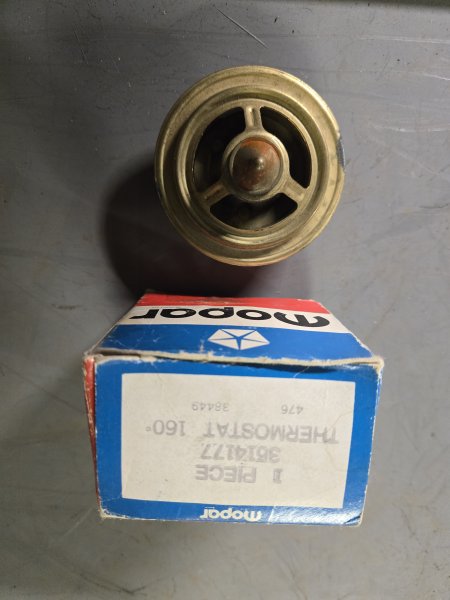 mopar
1 PIECE
3514177
THERMOSTAT 160°
476 38449
mopar